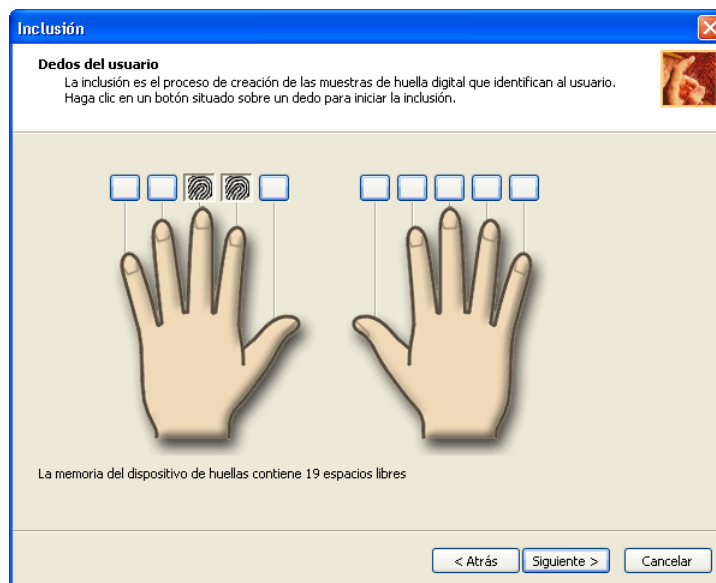 Inclusión
Dedos del usuario
La inclusión es el proceso de creación de las muestras de huella digital que identifican al usuario.
Haga clic en un botón situado sobre un dedo para iniciar la inclusión.
La memoria del dispositivo de huellas contiene 19 espacios libres
< Atrás Siguiente > Cancelar